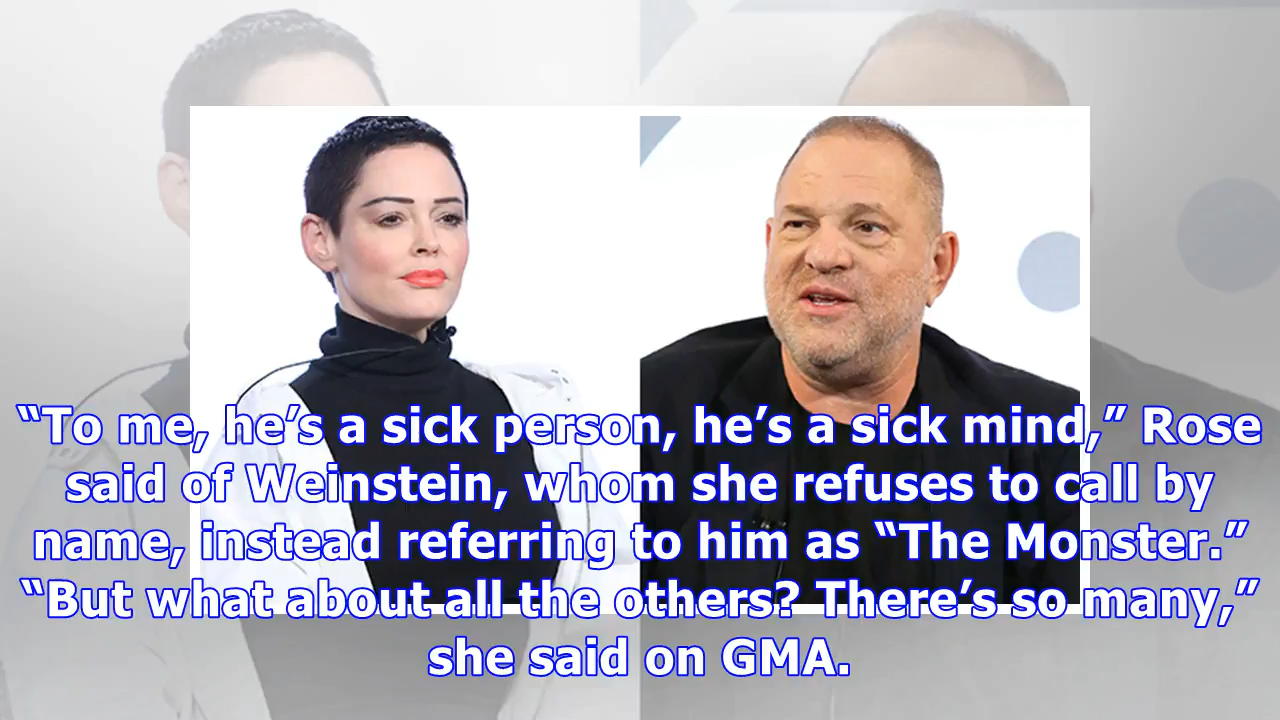 “To me, he’s a sick person, he’s a sick mind,” Rose
said of Weinstein, whom she refuses to call by
name, instead referring to him as “The Monster.”
“But what about all the others? There’s so many,”
she said on GMA.